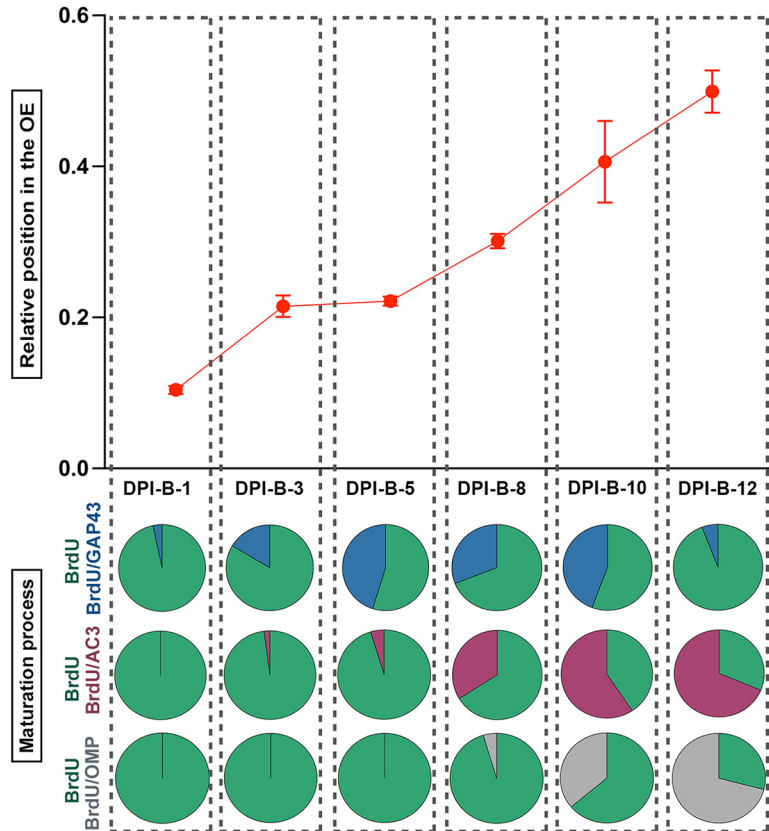 0.6
0.4
0.2
0.0
Relative position in the OE
DPI-B-1 DPI-B-3 DPI-B-5 DPI-B-8 DPI-B-10 DPI-B-12
Maturation process
BrdU
BrdU/GAP43
BrdU
BrdU/AC3
BrdU
BrdU/OMP